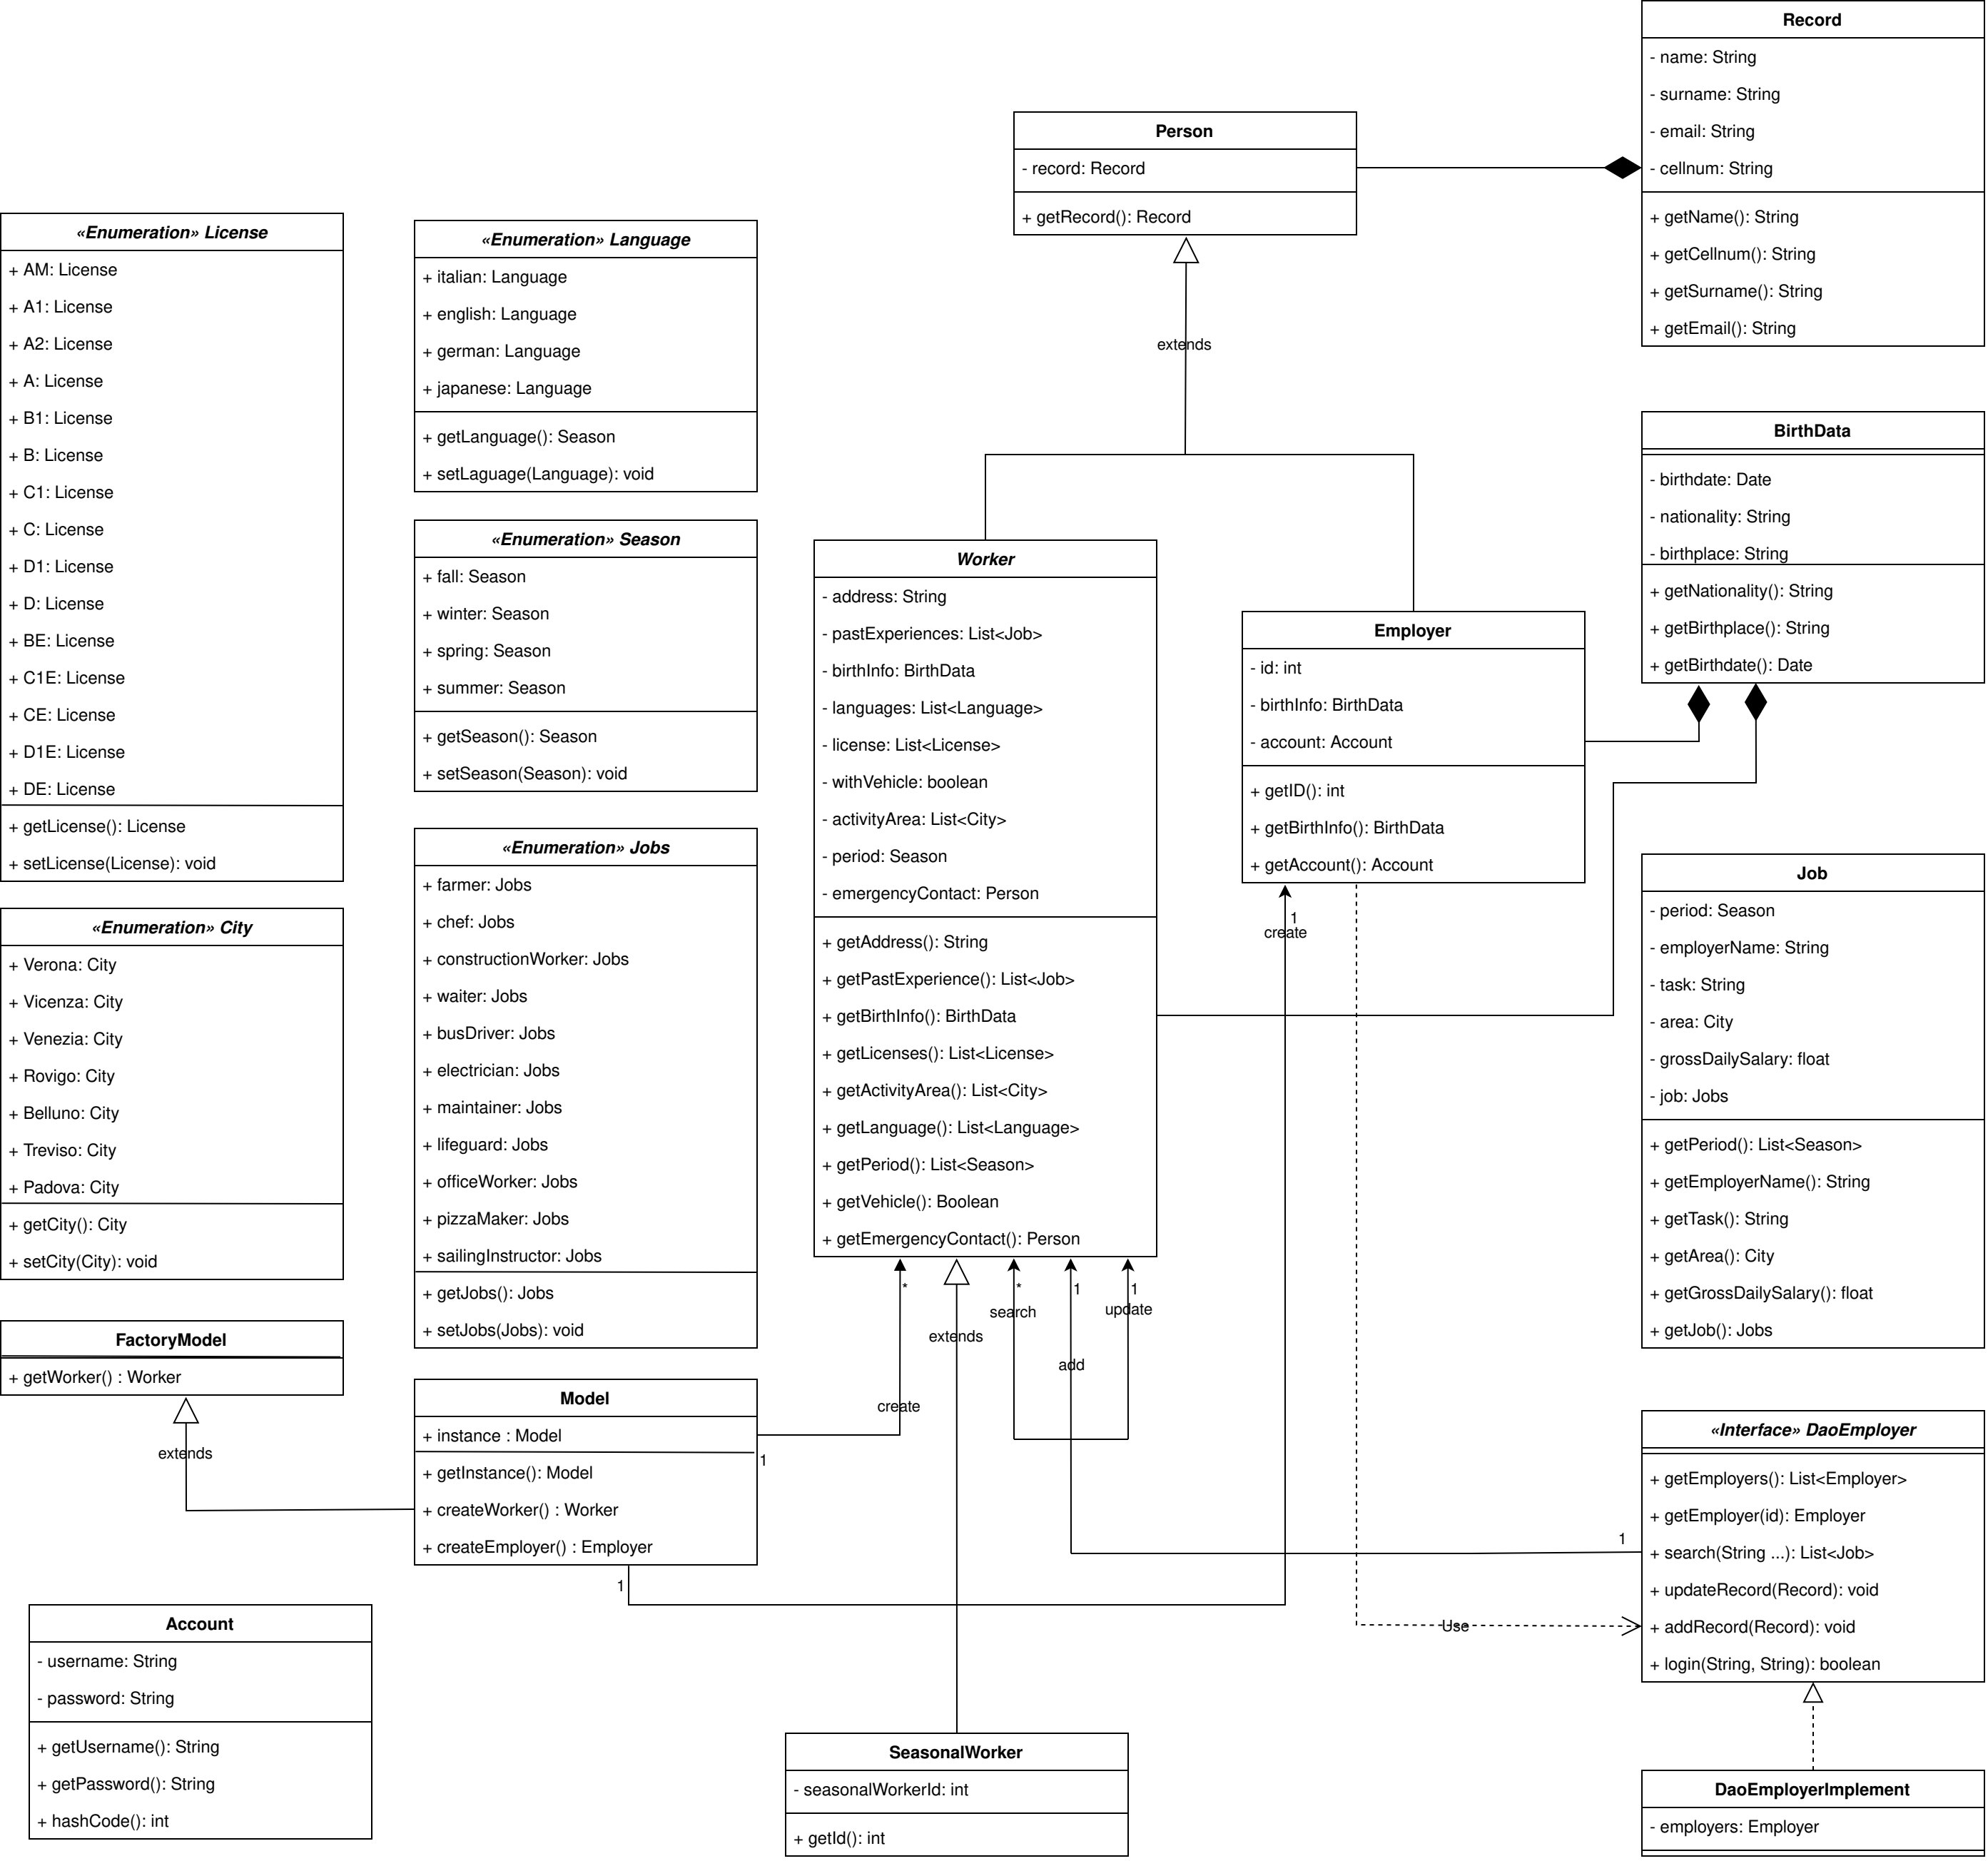 Record
- name: String
- surname: String
- email: String
- cellnum: String
+ getName(): String
+ getCellnum(): String
+ getSurname(): String
+ getEmail(): String
Person
- record: Record
+ getRecord(): Record
extends
«Enumeration» License
+ AM: License
+ A1: License
+ A2: License
+ A: License
+ B1: License
+ B: License
+ C1: License
+ C: License
+ D1: License
+ D: License
+ BE: License
+ C1E: License
+ CE: License
+ D1E: License
+ DE: License
+ getLicense(): License
+ setLicense(License): void
«Enumeration» Language
+ italian: Language
+ english: Language
+ german: Language
+ japanese: Language
+ getLanguage(): Season
+ setLaguage(Language): void
«Enumeration» Season
+ fall: Season
+ winter: Season
+ spring: Season
+ summer: Season
+ getSeason(): Season
+ setSeason(Season): void
BirthData
- birthdate: Date
- nationality: String
- birthplace: String
+ getNationality(): String
+ getBirthplace(): String
+ getBirthdate(): Date
Worker
- address: String
- pastExperiences: List<Job>
- birthInfo: BirthData
- languages: List<Language>
- license: List<License>
- withVehicle: boolean
- activityArea: List<City>
- period: Season
- emergencyContact: Person
+ getAddress(): String
+ getPastExperience(): List<Job>
+ getBirthInfo(): BirthData
+ getLicenses(): List<License>
+ getActivityArea(): List<City>
+ getLanguage(): List<Language>
+ getPeriod(): List<Season>
+ getVehicle(): Boolean
+ getEmergencyContact(): Person
Employer
- id: int
- birthInfo: BirthData
- account: Account
+ getID(): int
+ getBirthInfo(): BirthData
+ getAccount(): Account
1
create
«Enumeration» Jobs
+ farmer: Jobs
+ chef: Jobs
+ constructionWorker: Jobs
+ waiter: Jobs
+ busDriver: Jobs
+ electrician: Jobs
+ maintainer: Jobs
+ lifeguard: Jobs
+ officeWorker: Jobs
+ pizzaMaker: Jobs
+ sailingInstructor: Jobs
+ getJobs(): Jobs
+ setJobs(Jobs): void
Job
- period: Season
- employerName: String
- task: String
- area: City
- grossDailySalary: float
- job: Jobs
+ getPeriod(): List<Season>
+ getEmployerName(): String
+ getTask(): String
+ getArea(): City
+ getGrossDailySalary(): float
+ getJob(): Jobs
«Enumeration» City
+ Verona: City
+ Vicenza: City
+ Venezia: City
+ Rovigo: City
+ Belluno: City
+ Treviso: City
+ Padova: City
+ getCity(): City
+ setCity(City): void
*
*
1
1
search
update
extends
add
create
FactoryModel
+ getWorker() : Worker
extends
Model
+ instance : Model
+ getInstance(): Model
+ createWorker() : Worker
+ createEmployer() : Employer
1
1
«Interface» DaoEmployer
+ getEmployers(): List<Employer>
+ getEmployer(id): Employer
+ search(String ...): List<Job>
+ updateRecord(Record): void
+ addRecord(Record): void
+ login(String, String): boolean
1
Use
Account
- username: String
- password: String
+ getUsername(): String
+ getPassword(): String
+ hashCode(): int
SeasonalWorker
- seasonalWorkerId: int
+ getId(): int
DaoEmployerImplement
- employers: Employer